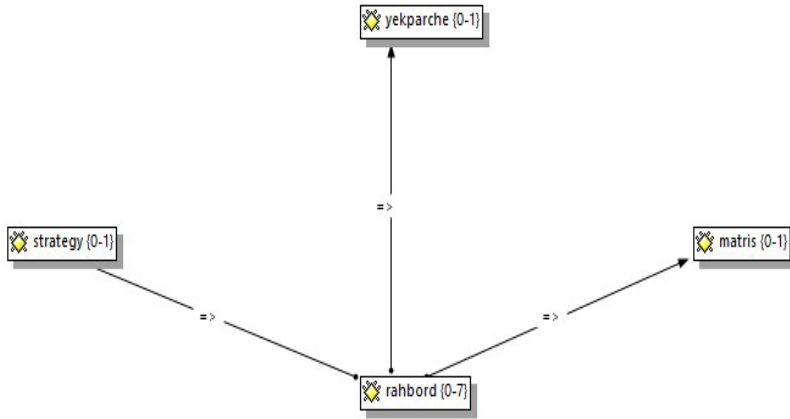 yekparche {0-1}
=>
strategy {0-1}
matris {0-1}
=>
=>
rahbord {0-7}